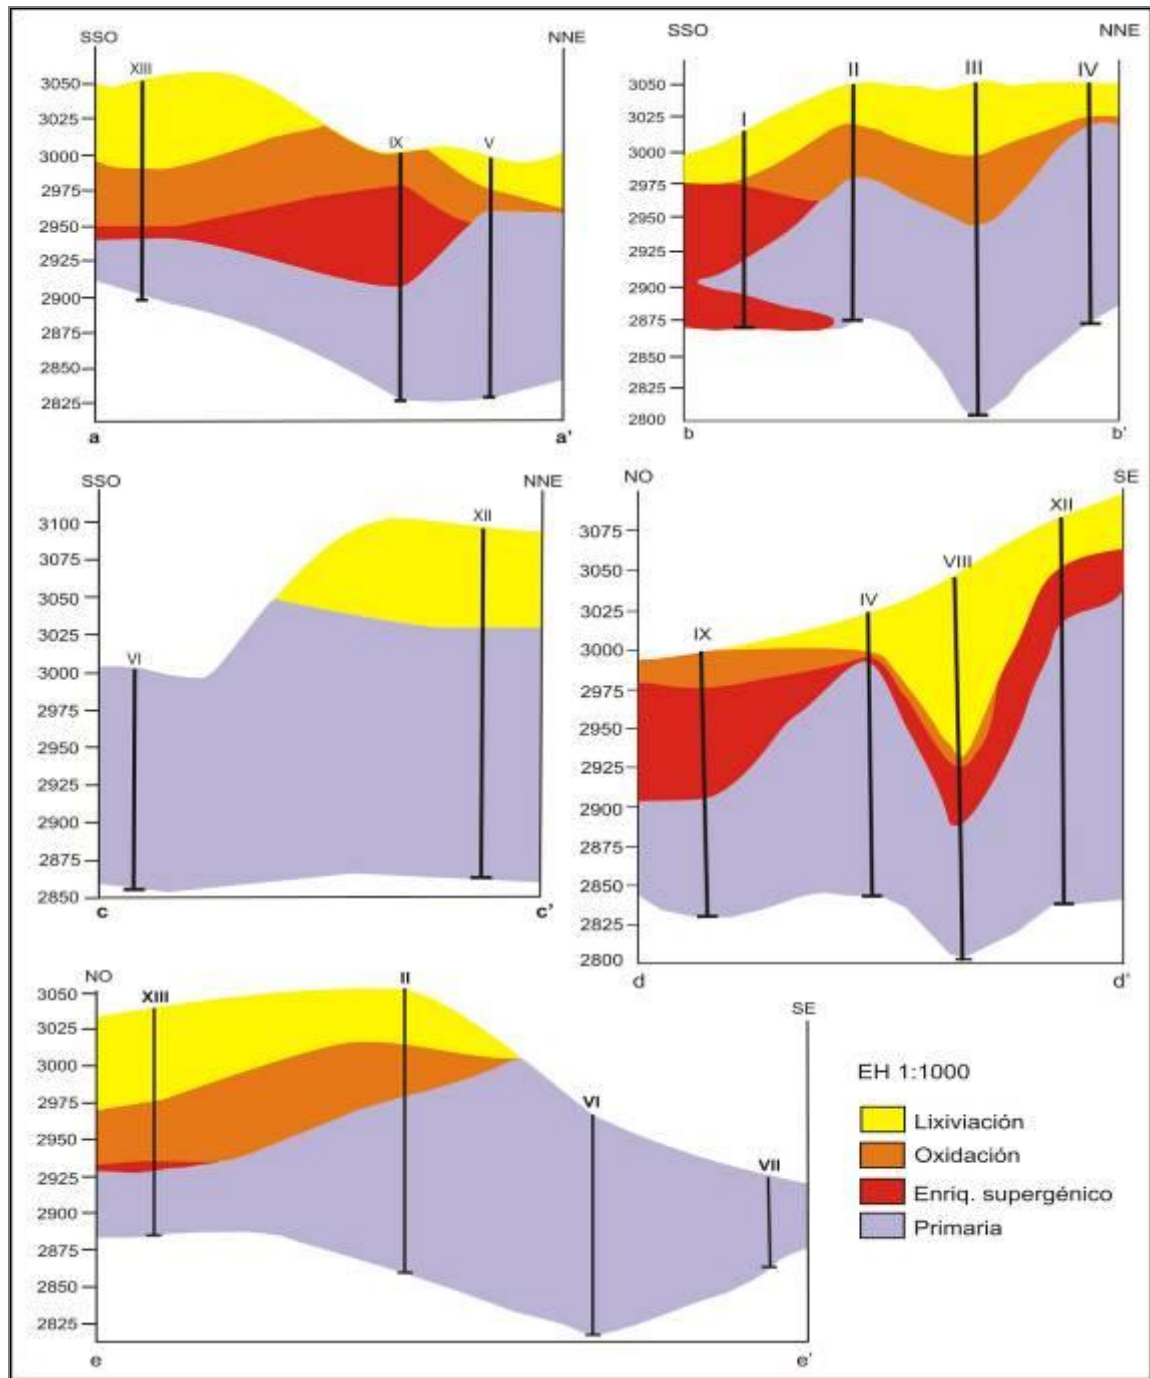 SSO NNE
XIII IX V
3050
3025
3000
2975
2950
2925
2900
2875
2850
2825
a a'
SSO NNE
I II III IV
3050
3025
3000
2975
2950
2925
2900
2875
2850
2825
2800
b b'
SSO NNE
VI XII
3100
3075
3050
3025
3000
2975
2950
2925
2900
2875
2850
c c'
NO SE
IX IV VIII XII
3075
3050
3025
3000
2975
2950
2925
2900
2875
2850
2825
2800
d d'
NO SE
XIII II VI VII
3050
3025
3000
2975
2950
2925
2900
2875
2850
2825
e e'
EH 1:1000
Lixiviación
Oxidación
Enriq. supergénico
Primaria